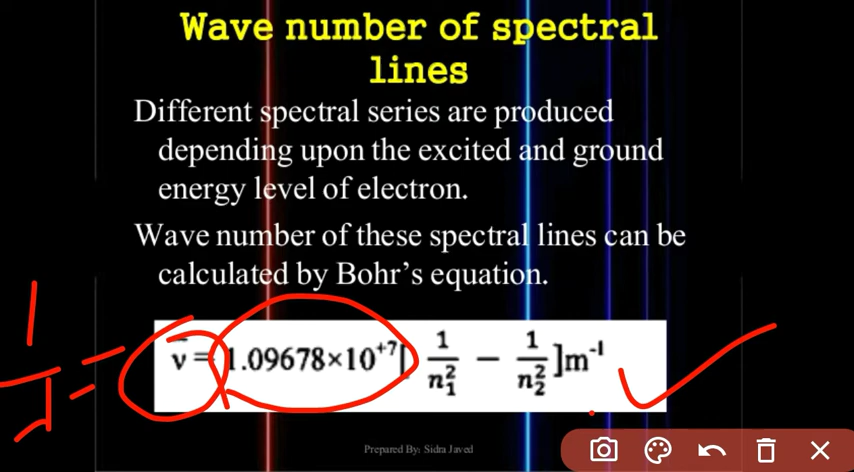 Wave number of spectral
lines
Different spectral series are produced
depending upon the excited and ground
energy level of electron.
Wave number of these spectral lines can be
calculated by Bohr's equation.
ν̅ = 1.09678×10⁺⁷[ 1/n₁² − 1/n₂² ]m⁻¹
Prepared By: Sidra Javed